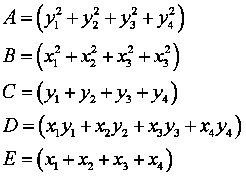 A = (y₁² + y₂² + y₃² + y₄²)
B = (x₁² + x₂² + x₃² + x₃²)
C = (y₁ + y₂ + y₃ + y₄)
D = (x₁y₁ + x₂y₂ + x₃y₃ + x₄y₄)
E = (x₁ + x₂ + x₃ + x₄)